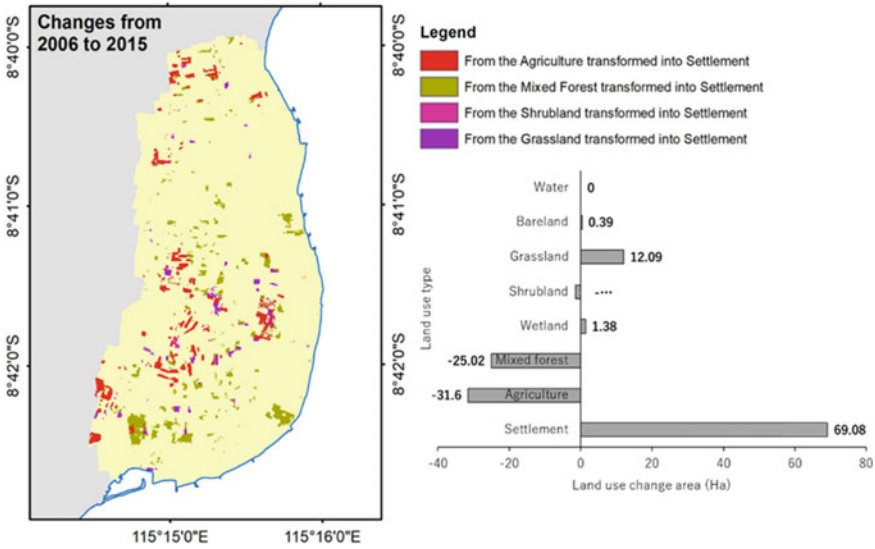 Changes from
2006 to 2015
8°40'0"S
8°41'0"S
8°42'0"S
8°40'0"S
8°41'0"S
8°42'0"S
115°15'0"E
115°16'0"E
Legend
From the Agriculture transformed into Settlement
From the Mixed Forest transformed into Settlement
From the Shrubland transformed into Settlement
From the Grassland transformed into Settlement
Land use type
Water 0
Bareland 0.39
Grassland 12.09
Shrubland -···
Wetland 1.38
-25.02 Mixed forest
-31.6 Agriculture
Settlement 69.08
-40 -20 0 20 40 60 80
Land use change area (Ha)